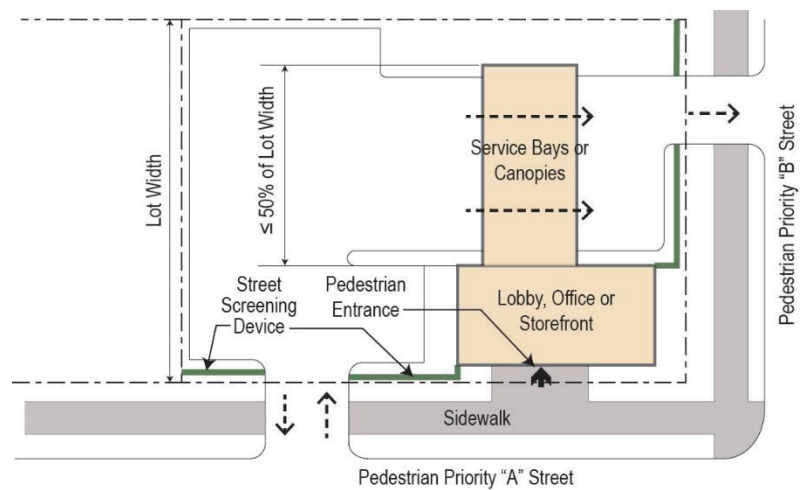 Lot Width
≤ 50% of Lot Width
Service Bays or
Canopies
Pedestrian Priority “B” Street
Street
Screening
Device
Pedestrian
Entrance
Lobby, Office or
Storefront
Sidewalk
Pedestrian Priority “A” Street